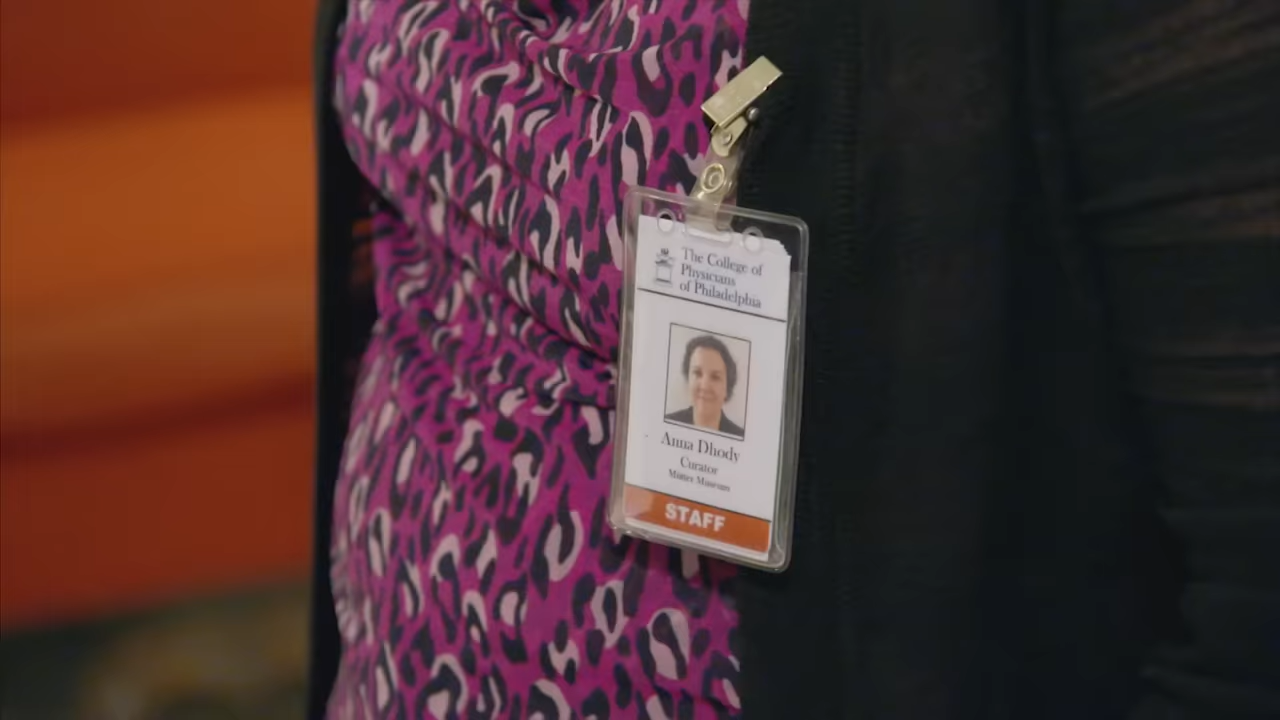 The College of
Physicians
of Philadelphia
Anna Dhody
Curator
Mütter Museum
STAFF